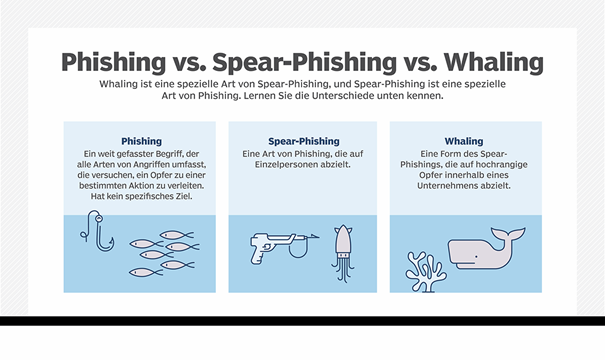 Phishing vs. Spear-Phishing vs. Whaling
Whaling ist eine spezielle Art von Spear-Phishing, und Spear-Phishing ist eine spezielle
Art von Phishing. Lernen Sie die Unterschiede unten kennen.
Phishing
Ein weit gefasster Begriff, der
alle Arten von Angriffen umfasst,
die versuchen, ein Opfer zu einer
bestimmten Aktion zu verleiten.
Hat kein spezifisches Ziel.
Spear-Phishing
Eine Art von Phishing, die auf
Einzelpersonen abzielt.
Whaling
Eine Form des Spear-
Phishings, die auf hochrangige
Opfer innerhalb eines
Unternehmens abzielt.